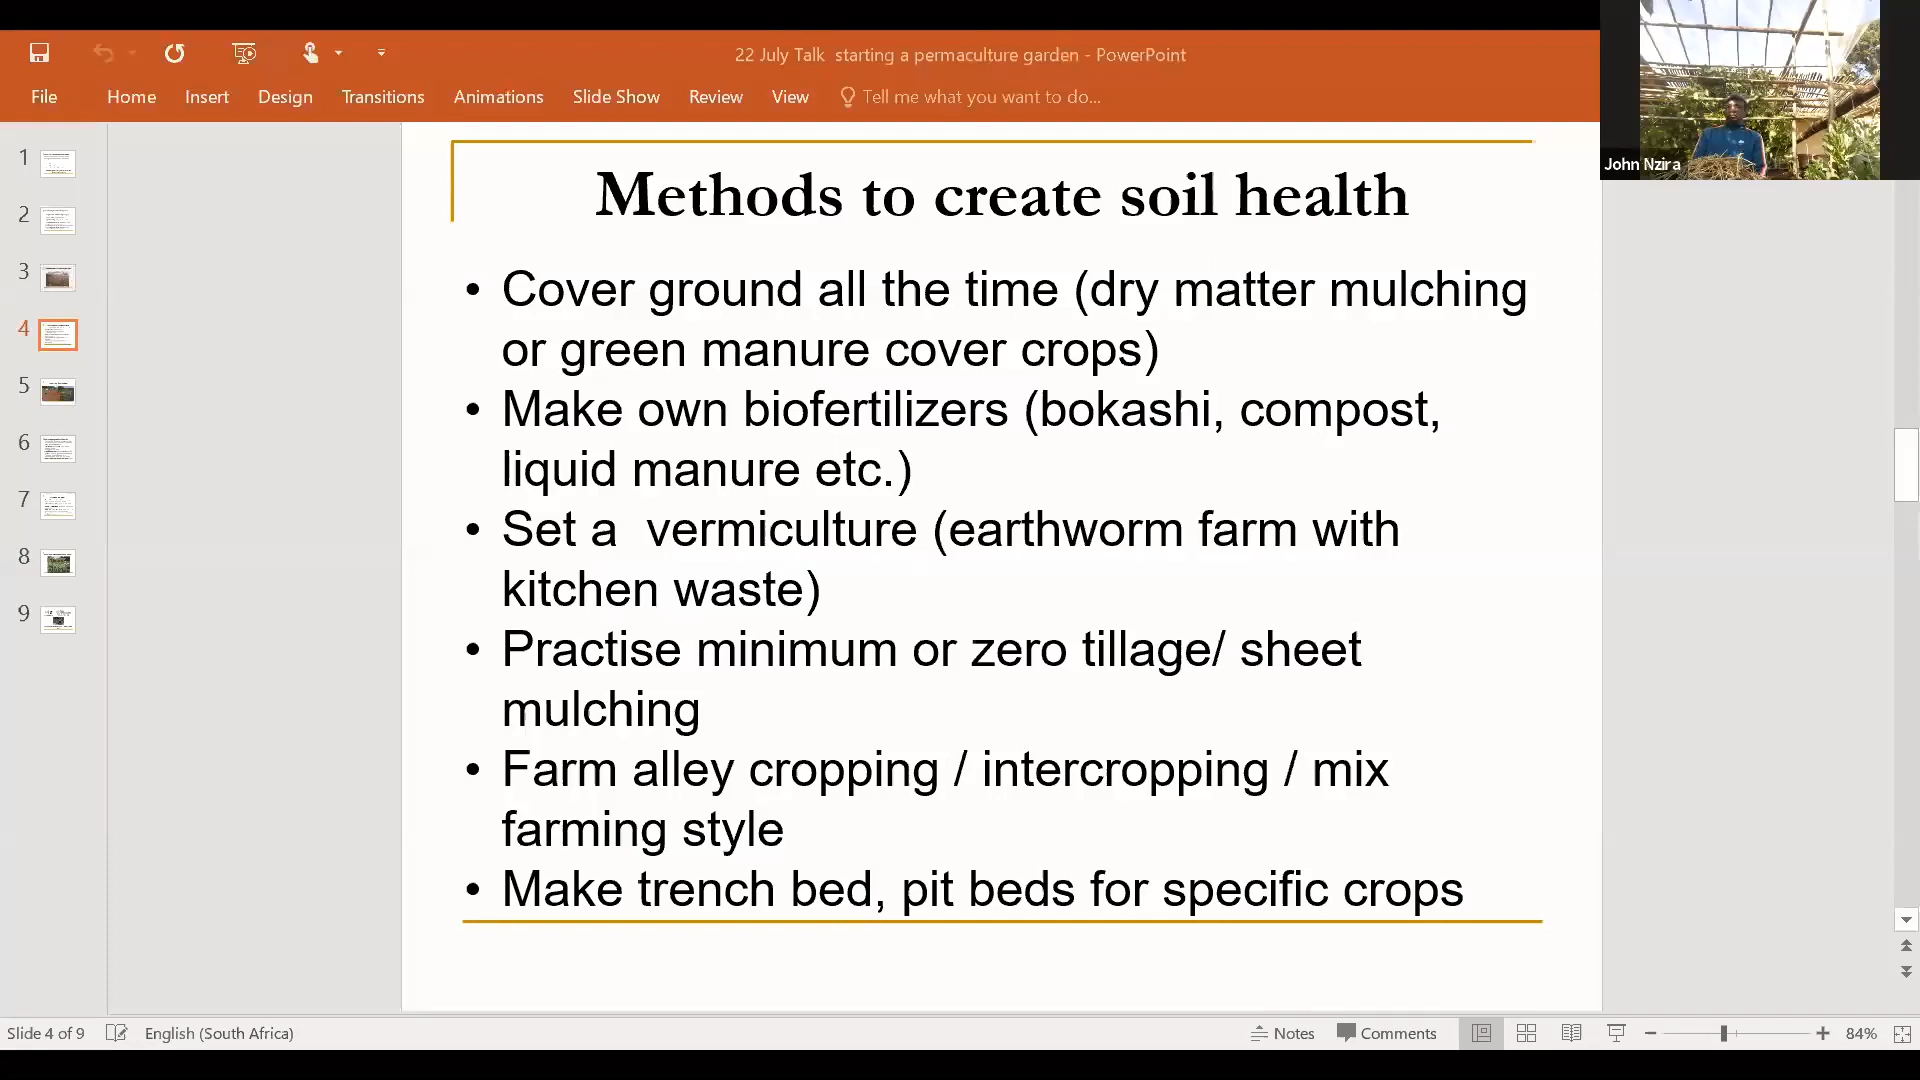 22 July Talk  starting a permaculture garden - PowerPoint
File Home Insert Design Transitions Animations Slide Show Review View Tell me what you want to do...
John Nzira
1
2
3
4
5
6
7
8
9
Methods to create soil health
• Cover ground all the time (dry matter mulching
or green manure cover crops)
• Make own biofertilizers (bokashi, compost,
liquid manure etc.)
• Set a  vermiculture (earthworm farm with
kitchen waste)
• Practise minimum or zero tillage/ sheet
mulching
• Farm alley cropping / intercropping / mix
farming style
• Make trench bed, pit beds for specific crops
Slide 4 of 9 English (South Africa) Notes Comments 84%